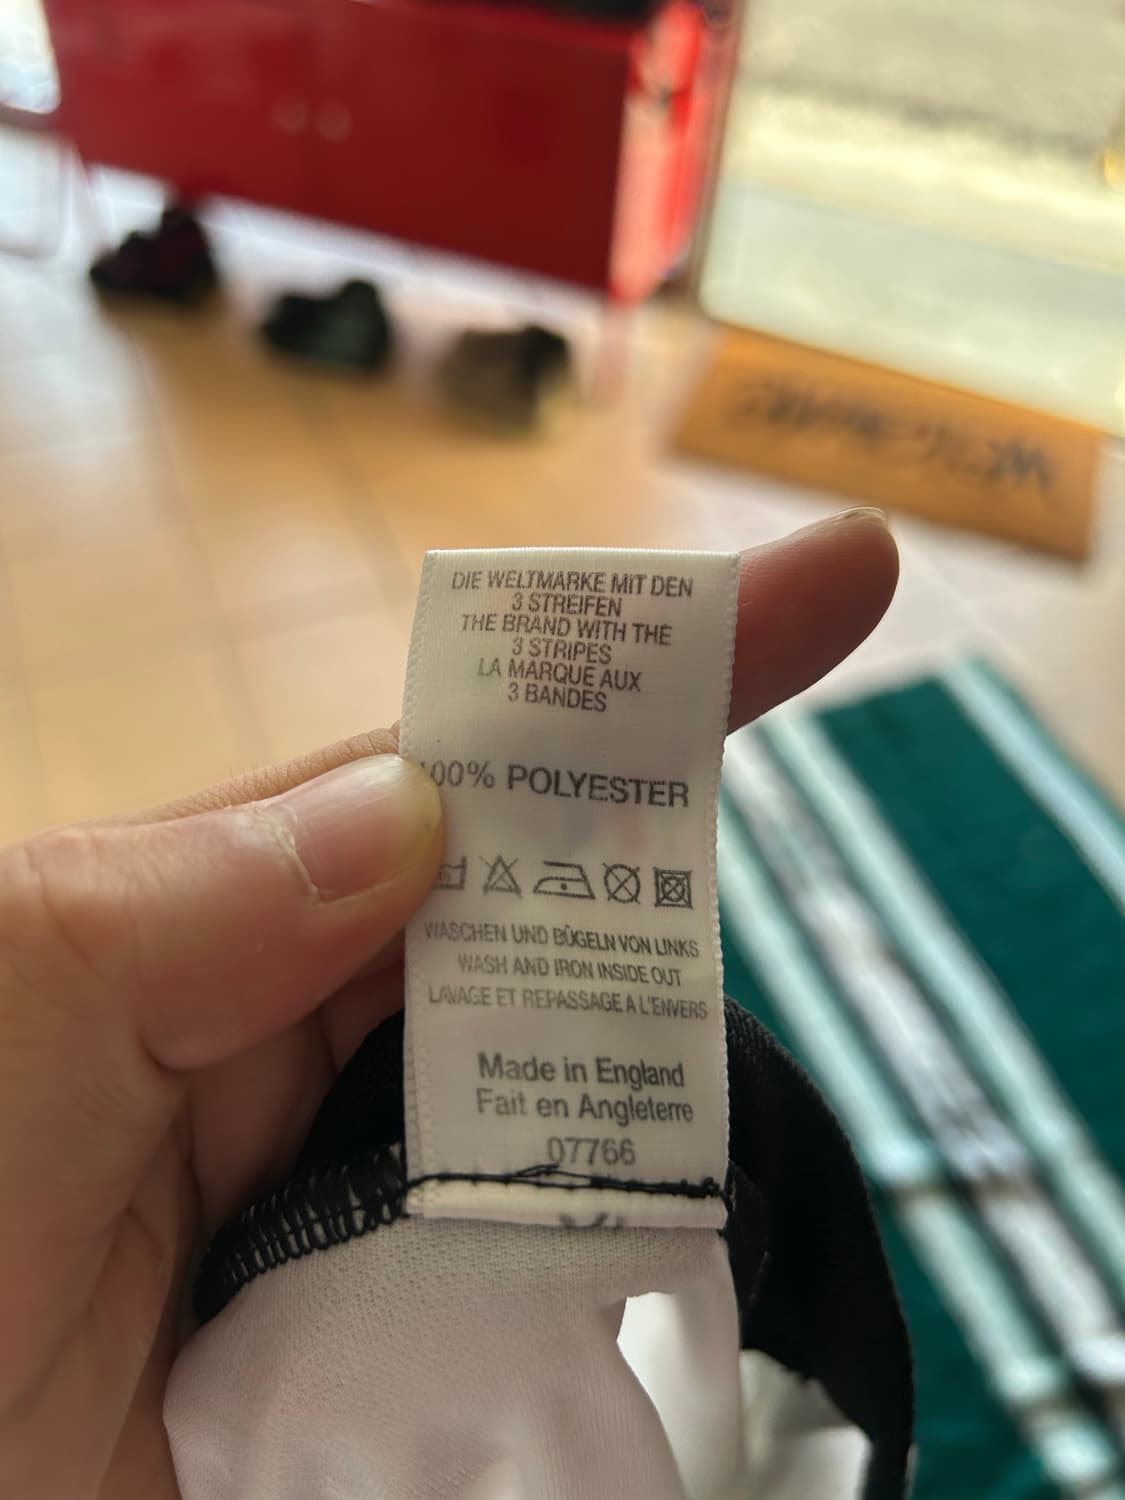 DIE WELTMARKE MIT DEN
3 STREIFEN
THE BRAND WITH THE
3 STRIPES
LA MARQUE AUX
3 BANDES
100% POLYESTER
WASCHEN UND BÜGELN VON LINKS
WASH AND IRON INSIDE OUT
LAVAGE ET REPASSAGE A L'ENVERS
Made in England
Fait en Angleterre
07766